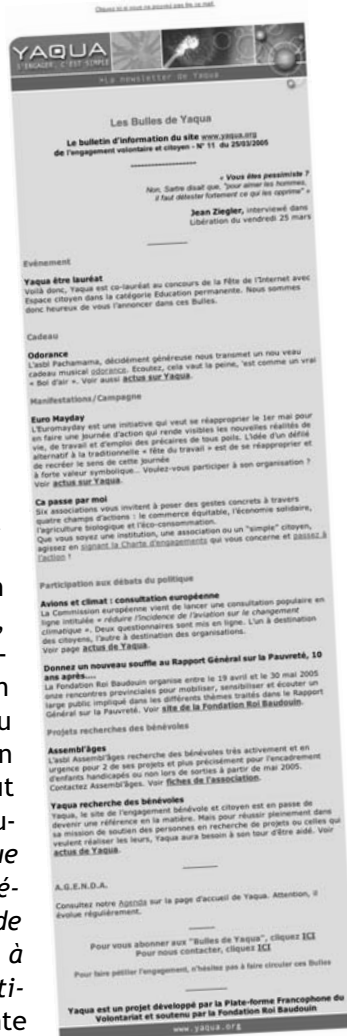 Cliquez ici si vous ne pouvez pas lire ce mail.
YAQUA
S'ENGAGER, C'EST SIMPLE
>La newsletter de Yaqua
Les Bulles de Yaqua
Le bulletin d'information du site www.yaqua.org
de l'engagement volontaire et citoyen - N° 11 du 25/03/2005
--------------------
« Vous êtes pessimiste ?
Non, Sartre disait que, "pour aimer les hommes,
il faut détester fortement ce qui les opprime" »
Jean Ziegler, interviewé dans
Libération du vendredi 25 mars
Evénement
Yaqua être lauréat
Voilà donc, Yaqua est co-lauréat au concours de la Fête de l'Internet avec
Espace citoyen dans la catégorie Education permanente. Nous sommes
donc heureux de vous l'annoncer dans ces Bulles.
Cadeau
Odorance
L'asbl Pachamama, décidément généreuse nous transmet un nou veau
cadeau musical odorance. Ecoutez, cela vaut la peine, 'est comme un vrai
« Bol d'air ». Voir aussi actus sur Yaqua.
Manifestations/Campagne
Euro Mayday
L'Euromayday est une initiative qui veut se réapproprier le 1er mai pour
en faire une journée d'action qui rende visibles les nouvelles réalités de
vie, de travail et d'emploi des précaires de tous poils. L'idée d'un défilé
alternatif à la traditionnelle « fête du travail » est de se réapproprier et
de recréer le sens de cette journée
à forte valeur symbolique... Voulez-vous participer à son organisation ?
Voir actus sur Yaqua.
Ca passe par moi
Six associations vous invitent à poser des gestes concrets à travers
quatre champs d'actions : le commerce équitable, l'économie solidaire,
l'agriculture biologique et l'éco-consommation.
Que vous soyez une institution, une association ou un "simple" citoyen,
agissez en signant la Charte d'engagements qui vous concerne et passez à
l'action !
Participation aux débats du politique
Avions et climat : consultation européenne
La Commission européenne vient de lancer une consultation populaire en
ligne intitulée « réduire l'incidence de l'aviation sur le changement
climatique ». Deux questionnaires sont mis en ligne. L'un à destination
des citoyens, l'autre à destination des organisations.
Voir page actus de Yaqua.
Donnez un nouveau souffle au Rapport Général sur la Pauvreté, 10
ans après....
La Fondation Roi Baudouin organise entre le 19 avril et le 30 mai 2005
onze rencontres provinciales pour mobiliser, sensibiliser et écouter un
large public impliqué dans les différents thèmes traités dans le Rapport
Général sur la Pauvreté. Voir site de la Fondation Roi Baudouin.
Projets recherches des bénévoles
Assembl'âges
L'asbl Assembl'âges recherche des bénévoles très activement et en
urgence pour 2 de ses projets et plus précisément pour l'encadrement
d'enfants handicapés ou non lors de sorties à partir de mai 2005.
Contactez Assembl'âges. Voir fiches de l'association.
Yaqua recherche des bénévoles
Yaqua, le site de l'engagement bénévole et citoyen est en passe de
devenir une référence en la matière. Mais pour réussir pleinement dans
sa mission de soutien des personnes en recherche de projets ou celles qui
veulent réaliser les leurs, Yaqua aura besoin à son tour d'être aidé. Voir
actus de Yaqua.
A.G.E.N.D.A.
Consultez notre Agenda sur la page d'accueil de Yaqua. Attention, il
évolue régulièrement.
Pour vous abonner aux "Bulles de Yaqua", cliquez ICI
Pour nous contacter, cliquez ICI
Pour faire pétiller l'engagement, n'hésitez pas à faire circuler ces Bulles
Yaqua est un projet développé par la Plate-forme Francophone du
Volontariat et soutenu par la Fondation Roi Baudouin
www.yaqua.org
n
,
-
n
u
n
ut
u-
ue
é-
de
à
ti-
nte